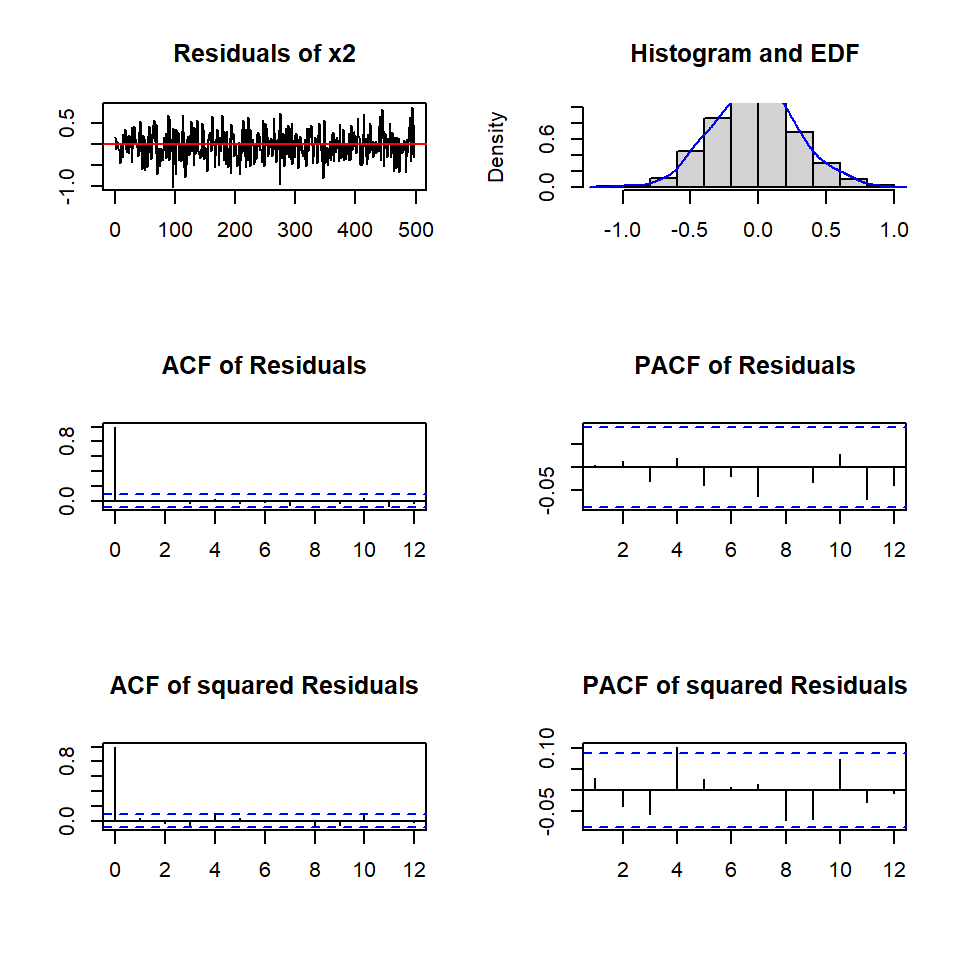 Residuals of x2
0.5
-1.0
0 100 200 300 400 500
Histogram and EDF
Density
0.6
0.0
-1.0 -0.5 0.0 0.5 1.0
ACF of Residuals
0.8
0.0
0 2 4 6 8 10 12
PACF of Residuals
-0.05
2 4 6 8 10 12
ACF of squared Residuals
0.8
0.0
0 2 4 6 8 10 12
PACF of squared Residuals
0.10
-0.05
2 4 6 8 10 12